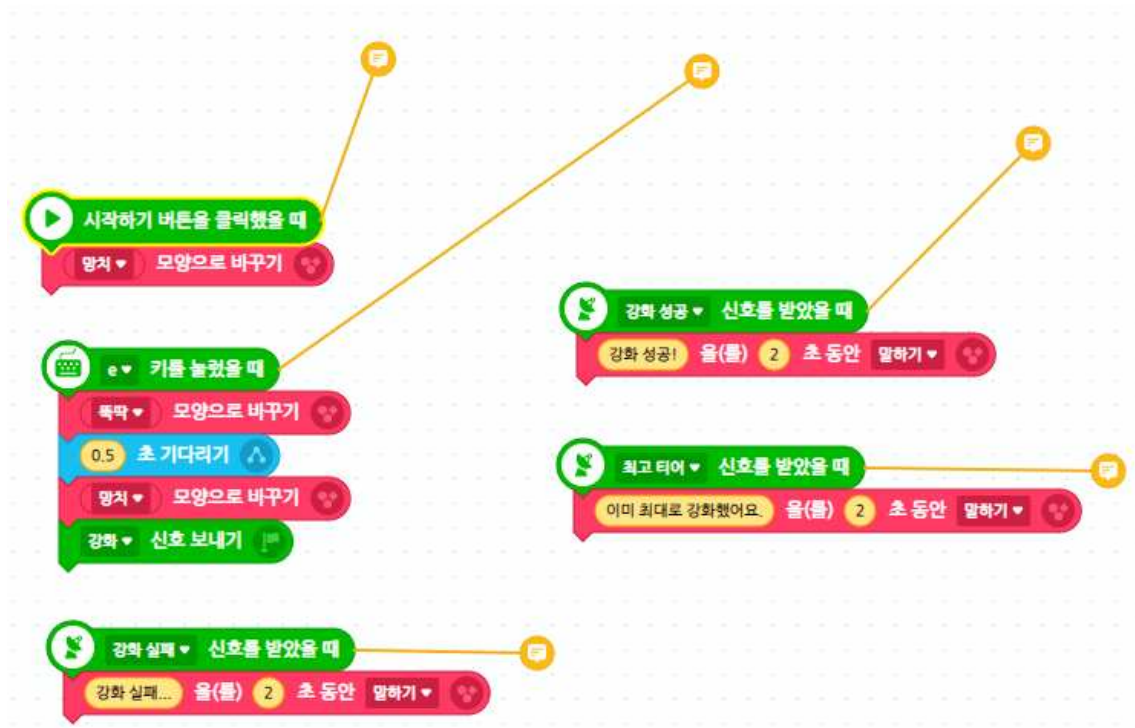 시작하기 버튼을 클릭했을 때
망치 모양으로 바꾸기
e 키를 눌렀을 때
뚝딱 모양으로 바꾸기
0.5 초 기다리기
망치 모양으로 바꾸기
강화 신호 보내기
강화 실패 신호를 받았을 때
강화 실패... 을(를) 2 초 동안 말하기
강화 성공 신호를 받았을 때
강화 성공! 을(를) 2 초 동안 말하기
최고 티어 신호를 받았을 때
이미 최대로 강화했어요. 을(를) 2 초 동안 말하기